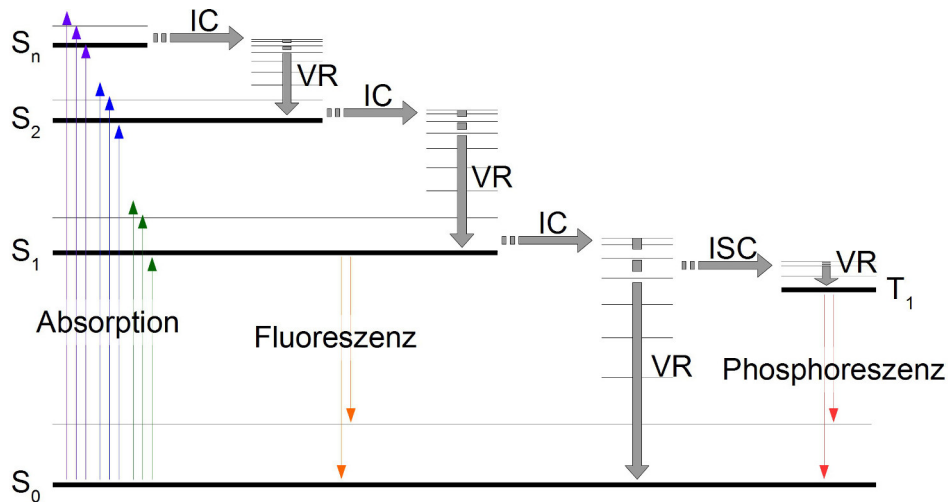 IC
Sₙ
VR
IC
S₂
VR
IC
S₁
ISC
VR
T₁
Absorption
Fluoreszenz
VR
Phosphoreszenz
S₀